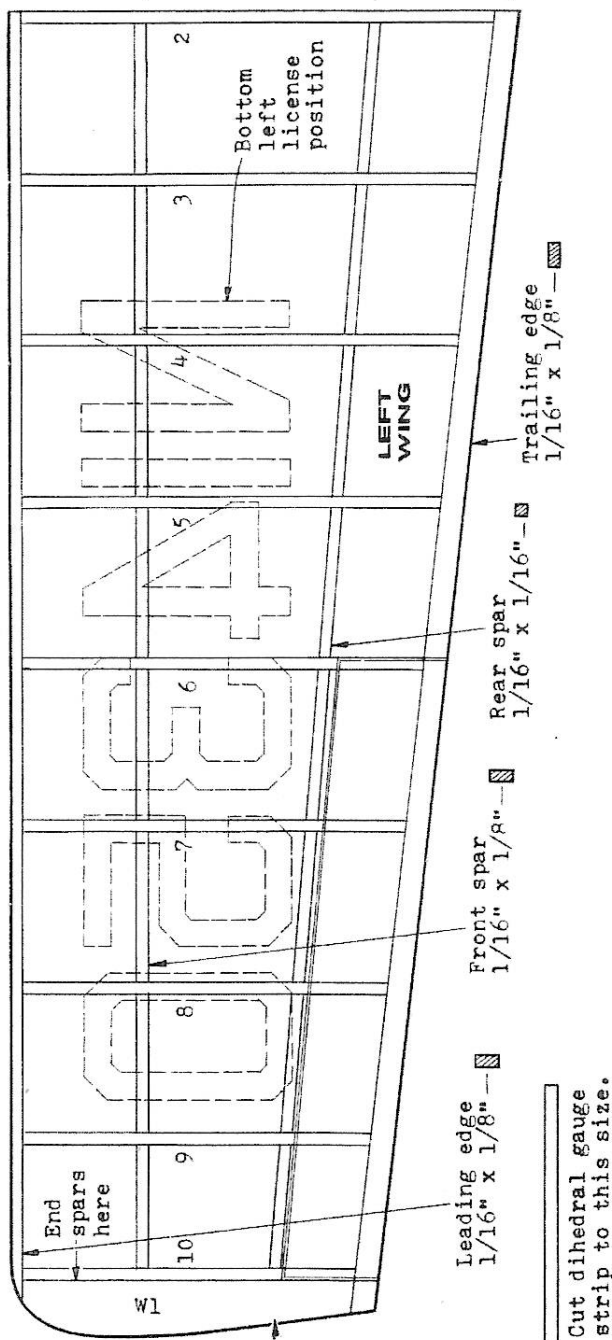 W1
End
spars
here
10
9
8
7
6
5
4
3
2
N14350
Bottom
left
license
position
LEFT
WING
Leading edge
1/16" x 1/8"
Front spar
1/16" x 1/8"
Rear spar
1/16" x 1/16"
Trailing edge
1/16" x 1/8"
Cut dihedral gauge
strip to this size.